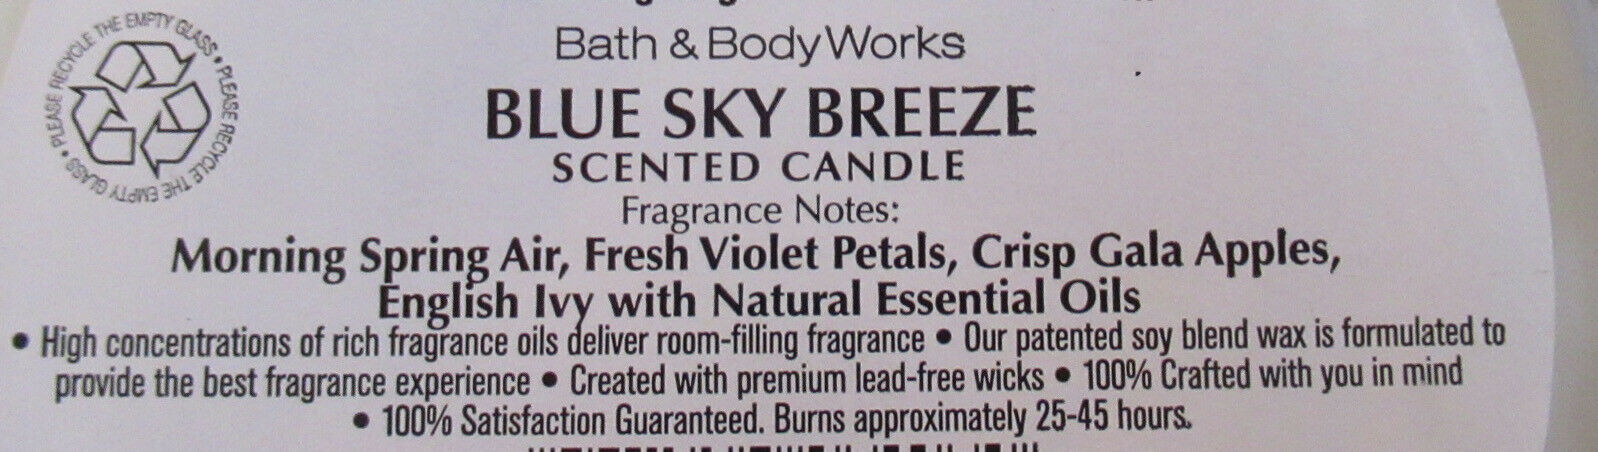 • PLEASE RECYCLE THE EMPTY GLASS • PLEASE RECYCLE THE EMPTY GLASS
Bath & Body Works
BLUE SKY BREEZE
SCENTED CANDLE
Fragrance Notes:
Morning Spring Air, Fresh Violet Petals, Crisp Gala Apples,
English Ivy with Natural Essential Oils
• High concentrations of rich fragrance oils deliver room-filling fragrance • Our patented soy blend wax is formulated to
provide the best fragrance experience • Created with premium lead-free wicks • 100% Crafted with you in mind
• 100% Satisfaction Guaranteed. Burns approximately 25-45 hours.